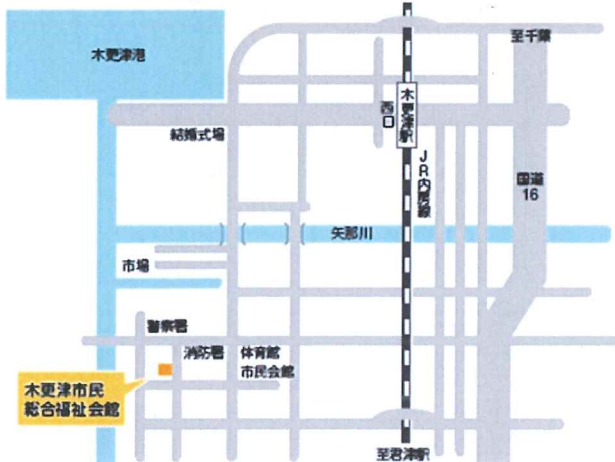 木更津港
至千葉
木更津駅
西口
結婚式場
JR内房線
国道
16
矢那川
市場
警察署
消防署
体育館
市民会館
木更津市民
総合福祉会館
至君津駅